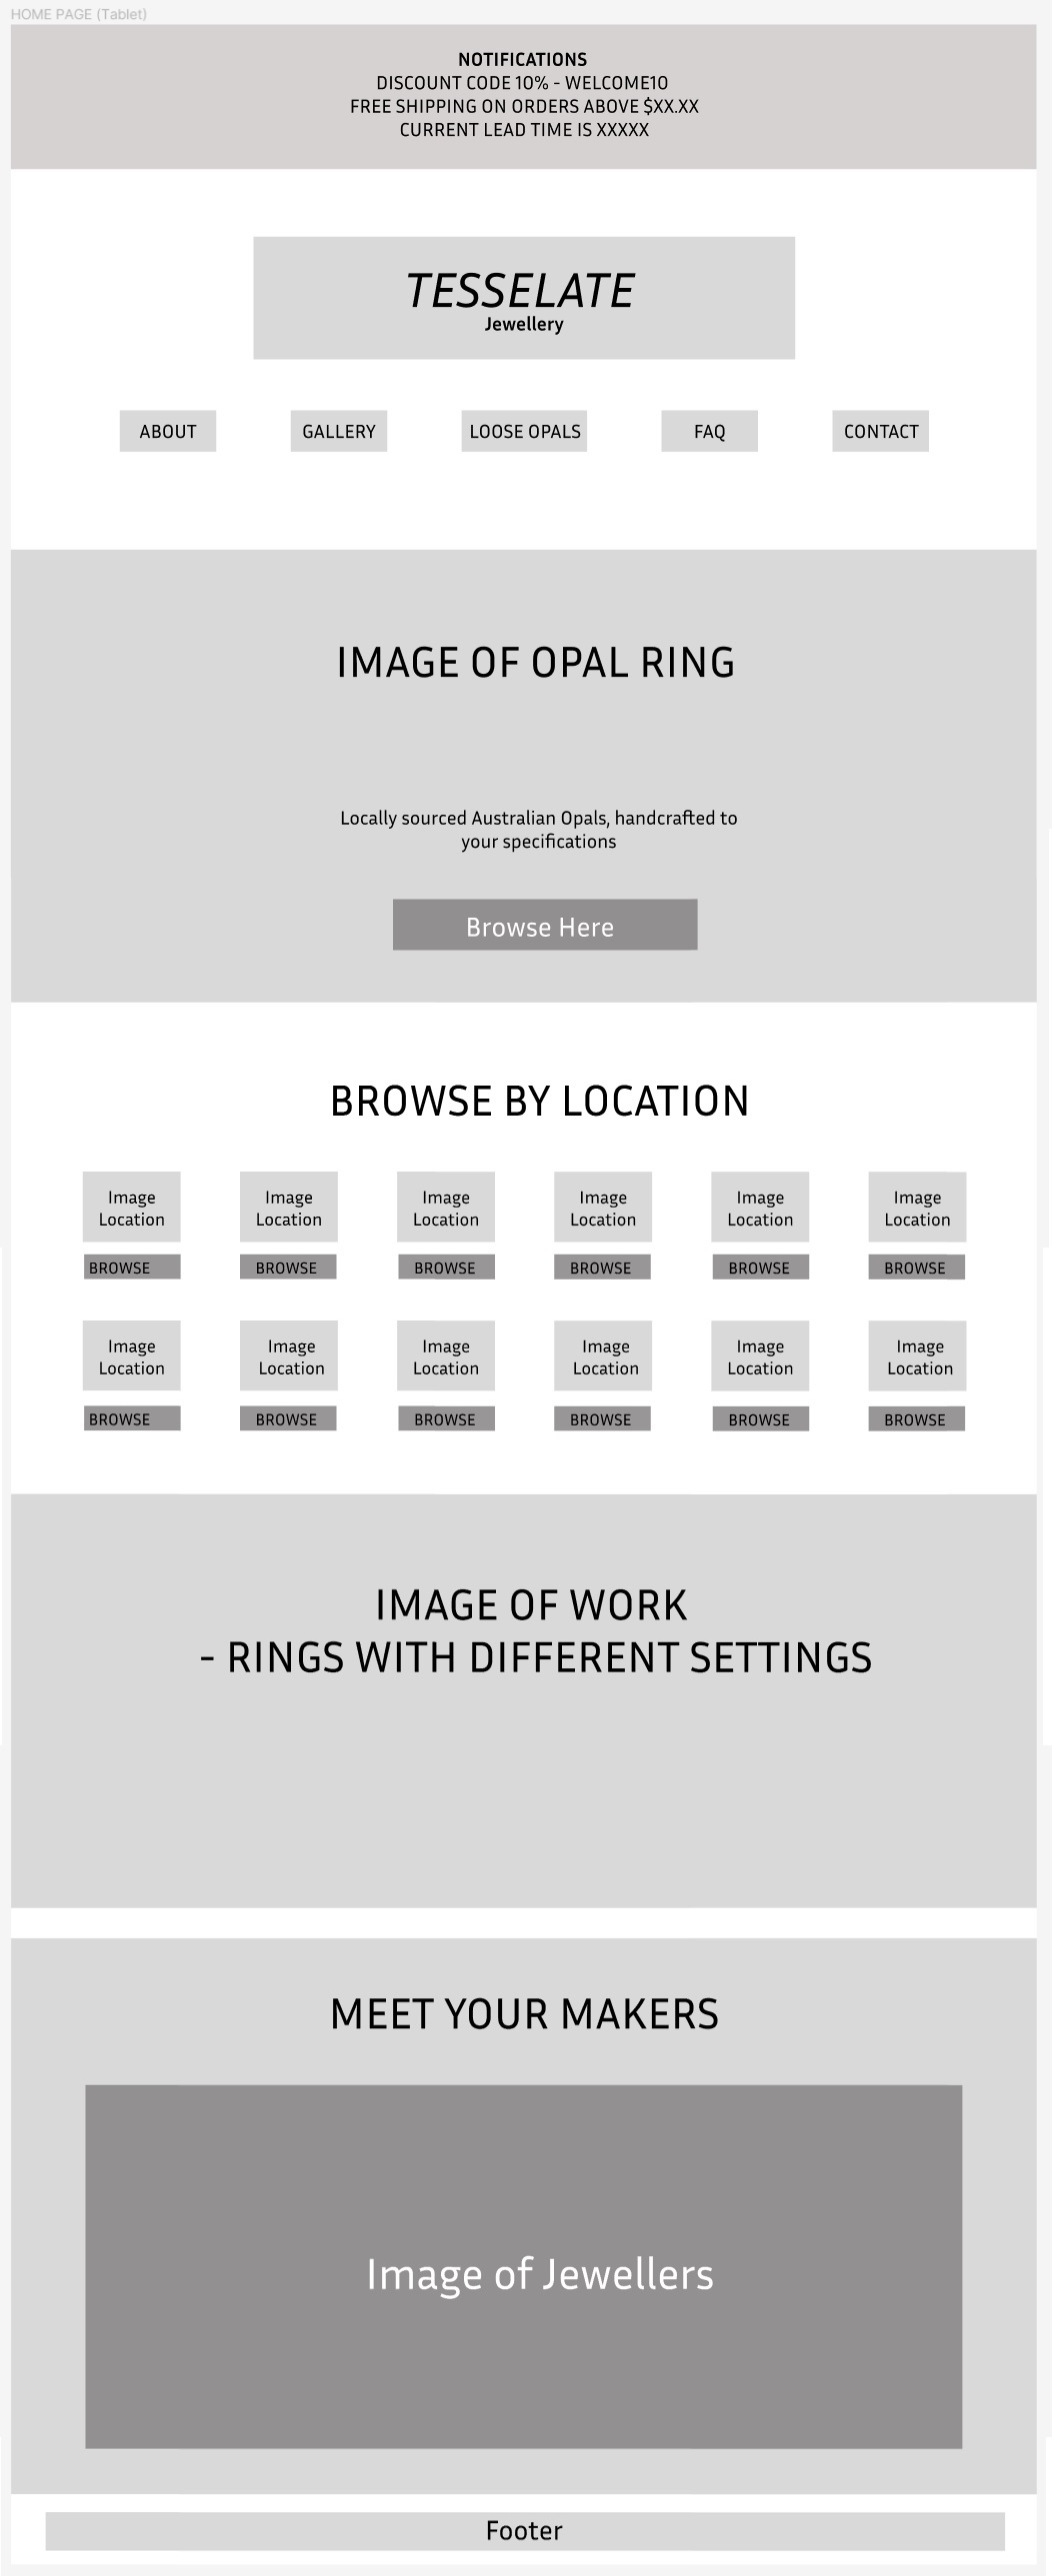 HOME PAGE (Tablet)
NOTIFICATIONS
DISCOUNT CODE 10% - WELCOME10
FREE SHIPPING ON ORDERS ABOVE $XX.XX
CURRENT LEAD TIME IS XXXXX
TESSELATE
Jewellery
ABOUT GALLERY LOOSE OPALS FAQ CONTACT
IMAGE OF OPAL RING
Locally sourced Australian Opals, handcrafted to
your specifications
Browse Here
BROWSE BY LOCATION
Image Image Image Image Image Image
Location Location Location Location Location Location
BROWSE BROWSE BROWSE BROWSE BROWSE BROWSE
Image Image Image Image Image Image
Location Location Location Location Location Location
BROWSE BROWSE BROWSE BROWSE BROWSE BROWSE
IMAGE OF WORK
- RINGS WITH DIFFERENT SETTINGS
MEET YOUR MAKERS
Image of Jewellers
Footer